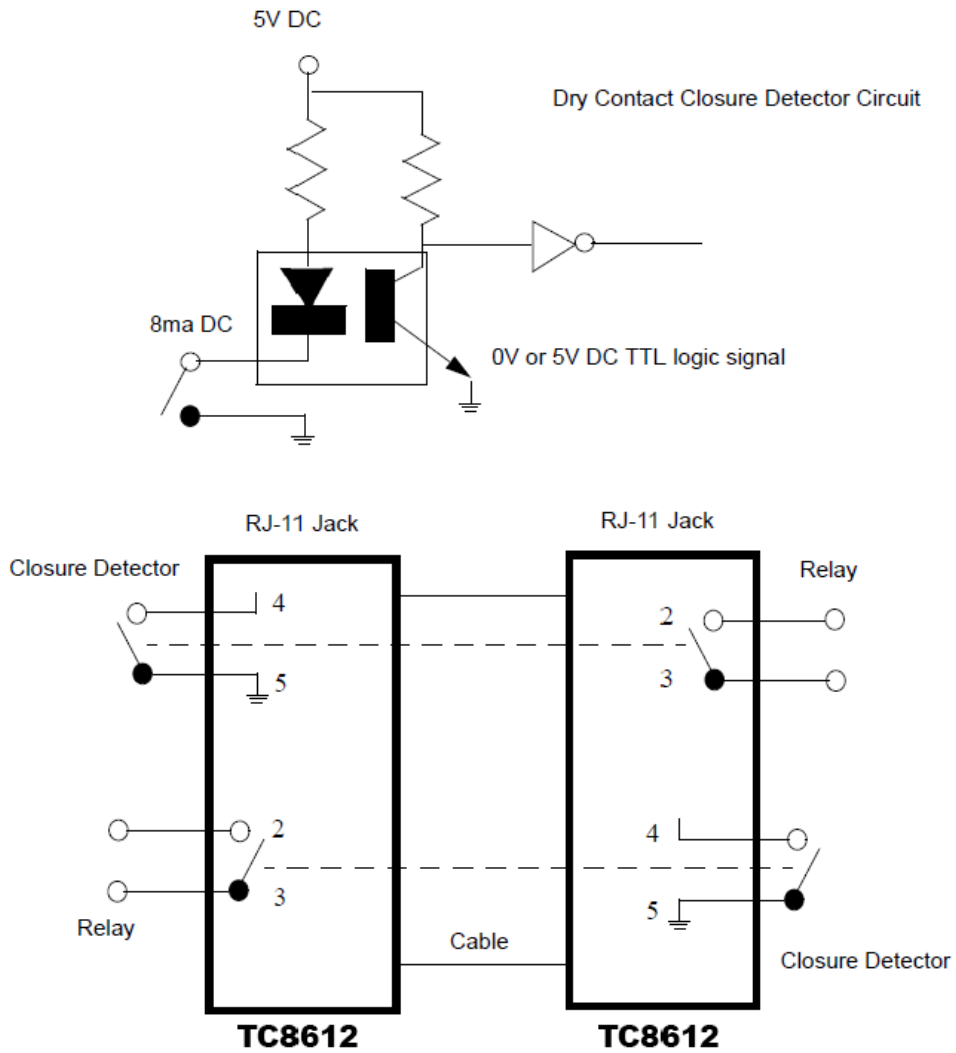 5V DC
Dry Contact Closure Detector Circuit
8ma DC
0V or 5V DC TTL logic signal
RJ-11 Jack
RJ-11 Jack
Closure Detector
Relay
4
2
5
3
2
4
3
5
Relay
Cable
Closure Detector
TC8612
TC8612